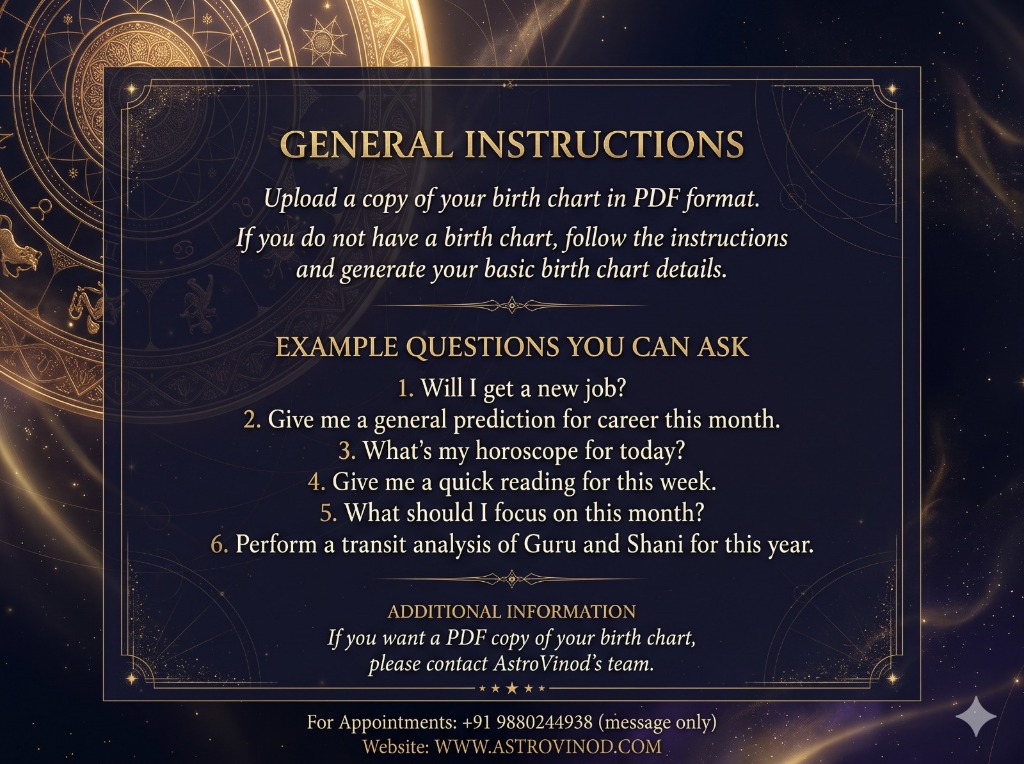 GENERAL INSTRUCTIONS
Upload a copy of your birth chart in PDF format.
If you do not have a birth chart, follow the instructions
and generate your basic birth chart details.
EXAMPLE QUESTIONS YOU CAN ASK
1. Will I get a new job?
2. Give me a general prediction for career this month.
3. What's my horoscope for today?
4. Give me a quick reading for this week.
5. What should I focus on this month?
6. Perform a transit analysis of Guru and Shani for this year.
ADDITIONAL INFORMATION
If you want a PDF copy of your birth chart,
please contact AstroVinod's team.
For Appointments: +91 9880244938 (message only)
Website: WWW.ASTROVINOD.COM